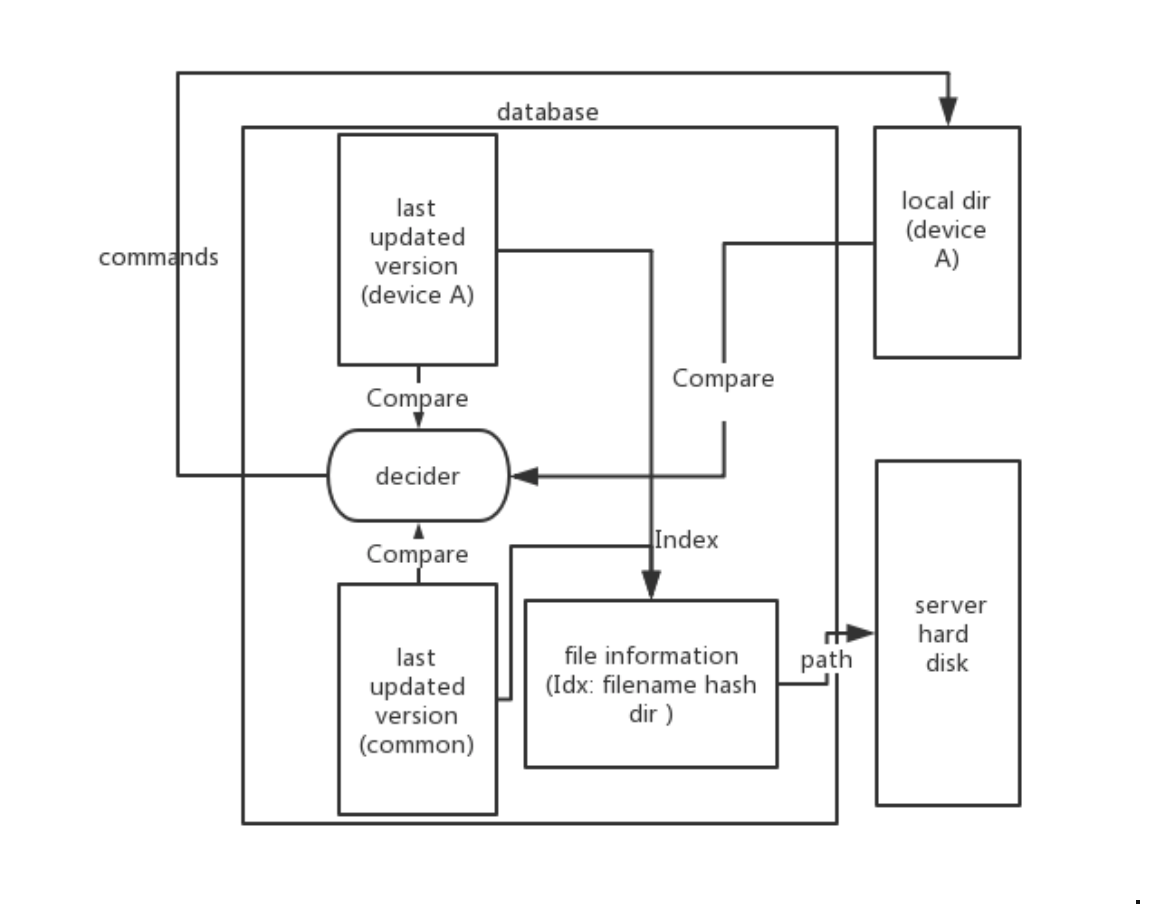 database
last
updated
version
(device A)
local dir
(device
A)
commands
Compare
Compare
decider
Compare
Index
last
updated
version
(common)
file information
(Idx: filename hash
dir )
path
server
hard
disk